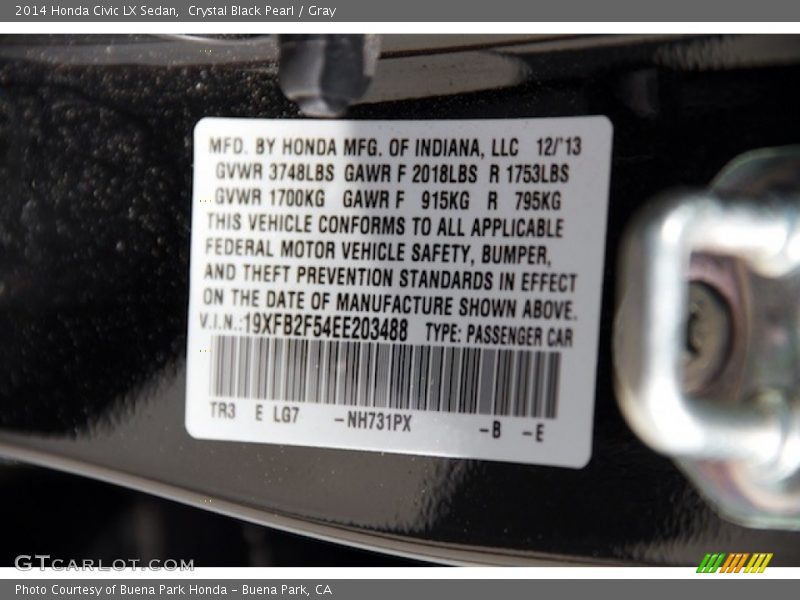 2014 Honda Civic LX Sedan,  Crystal Black Pearl / Gray
MFD. BY HONDA MFG. OF INDIANA, LLC 12/'13
GVWR 3748LBS GAWR F 2018LBS R 1753LBS
GVWR 1700KG GAWR F 915KG R 795KG
THIS VEHICLE CONFORMS TO ALL APPLICABLE
FEDERAL MOTOR VEHICLE SAFETY, BUMPER,
AND THEFT PREVENTION STANDARDS IN EFFECT
ON THE DATE OF MANUFACTURE SHOWN ABOVE.
V.I.N.:19XFB2F54EE203488 TYPE: PASSENGER CAR
TR3 E LG7 -NH731PX -B -E
GTCARLOT.COM
Photo Courtesy of Buena Park Honda - Buena Park, CA